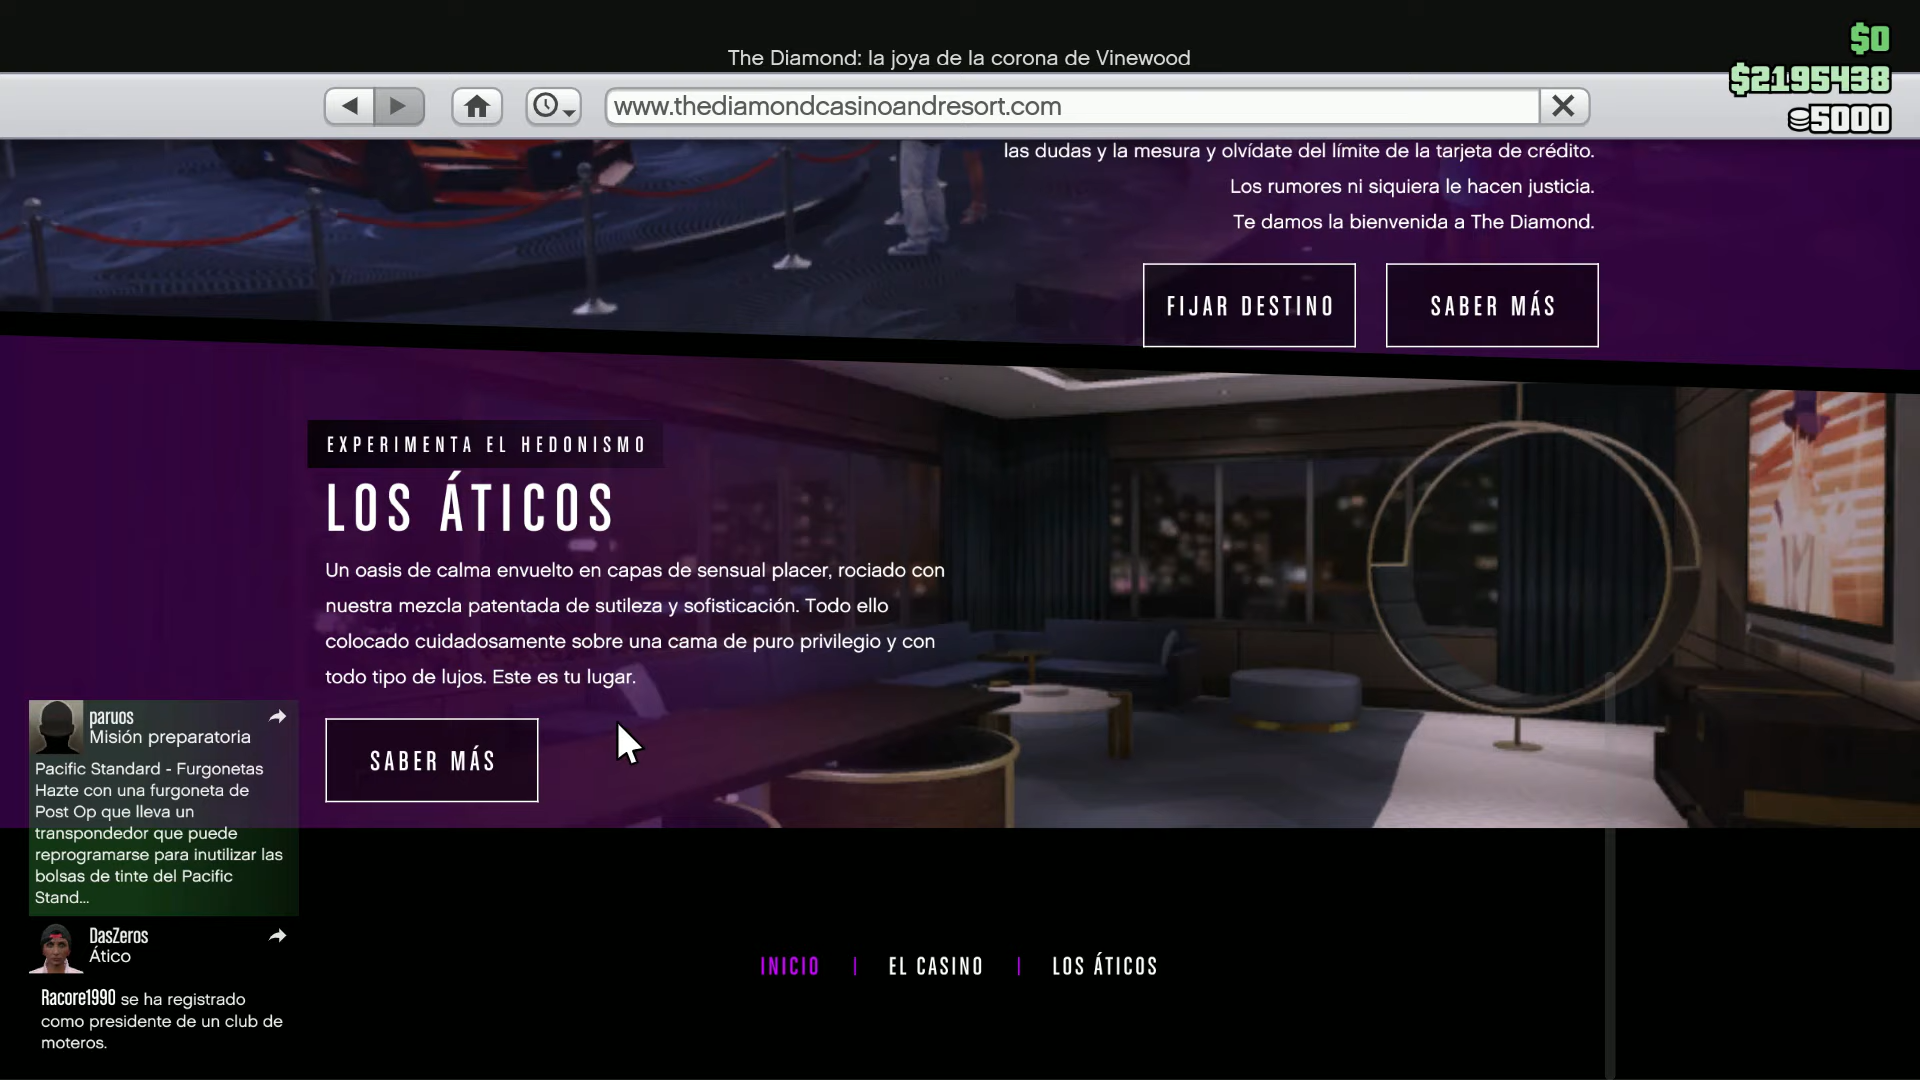 The Diamond: la joya de la corona de Vinewood
$0
$2195438
5000
www.thediamondcasinoandresort.com
las dudas y la mesura y olvídate del límite de la tarjeta de crédito.
Los rumores ni siquiera le hacen justicia.
Te damos la bienvenida a The Diamond.
FIJAR DESTINO
SABER MÁS
EXPERIMENTA EL HEDONISMO
LOS ÁTICOS
Un oasis de calma envuelto en capas de sensual placer, rociado con
nuestra mezcla patentada de sutileza y sofisticación. Todo ello
colocado cuidadosamente sobre una cama de puro privilegio y con
todo tipo de lujos. Este es tu lugar.
SABER MÁS
paruos
Misión preparatoria
Pacific Standard - Furgonetas
Hazte con una furgoneta de
Post Op que lleva un
transpondedor que puede
reprogramarse para inutilizar las
bolsas de tinte del Pacific
Stand...
DasZeros
Ático
Racore1990 se ha registrado
como presidente de un club de
moteros.
INICIO | EL CASINO | LOS ÁTICOS